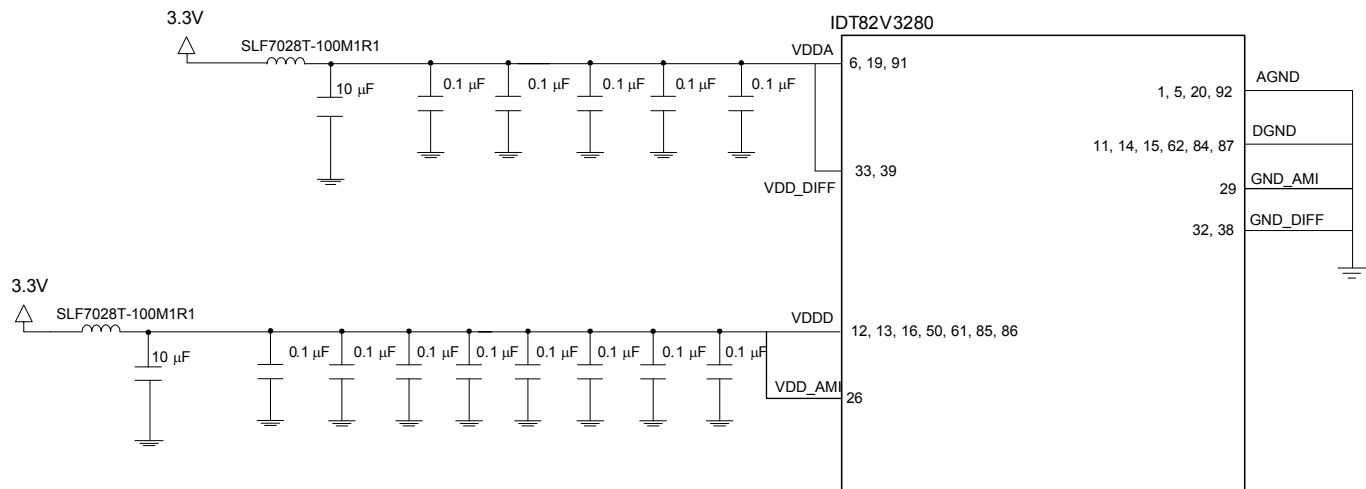 IDT82V3280
3.3V
SLF7028T-100M1R1
10 μF
0.1 μF
0.1 μF
0.1 μF
0.1 μF
0.1 μF
VDDA
6, 19, 91
VDD_DIFF
33, 39
AGND
1, 5, 20, 92
DGND
11, 14, 15, 62, 84, 87
GND_AMI
29
GND_DIFF
32, 38
3.3V
SLF7028T-100M1R1
10 μF
0.1 μF
0.1 μF
0.1 μF
0.1 μF
0.1 μF
0.1 μF
0.1 μF
0.1 μF
VDDD
12, 13, 16, 50, 61, 85, 86
VDD_AMI
26